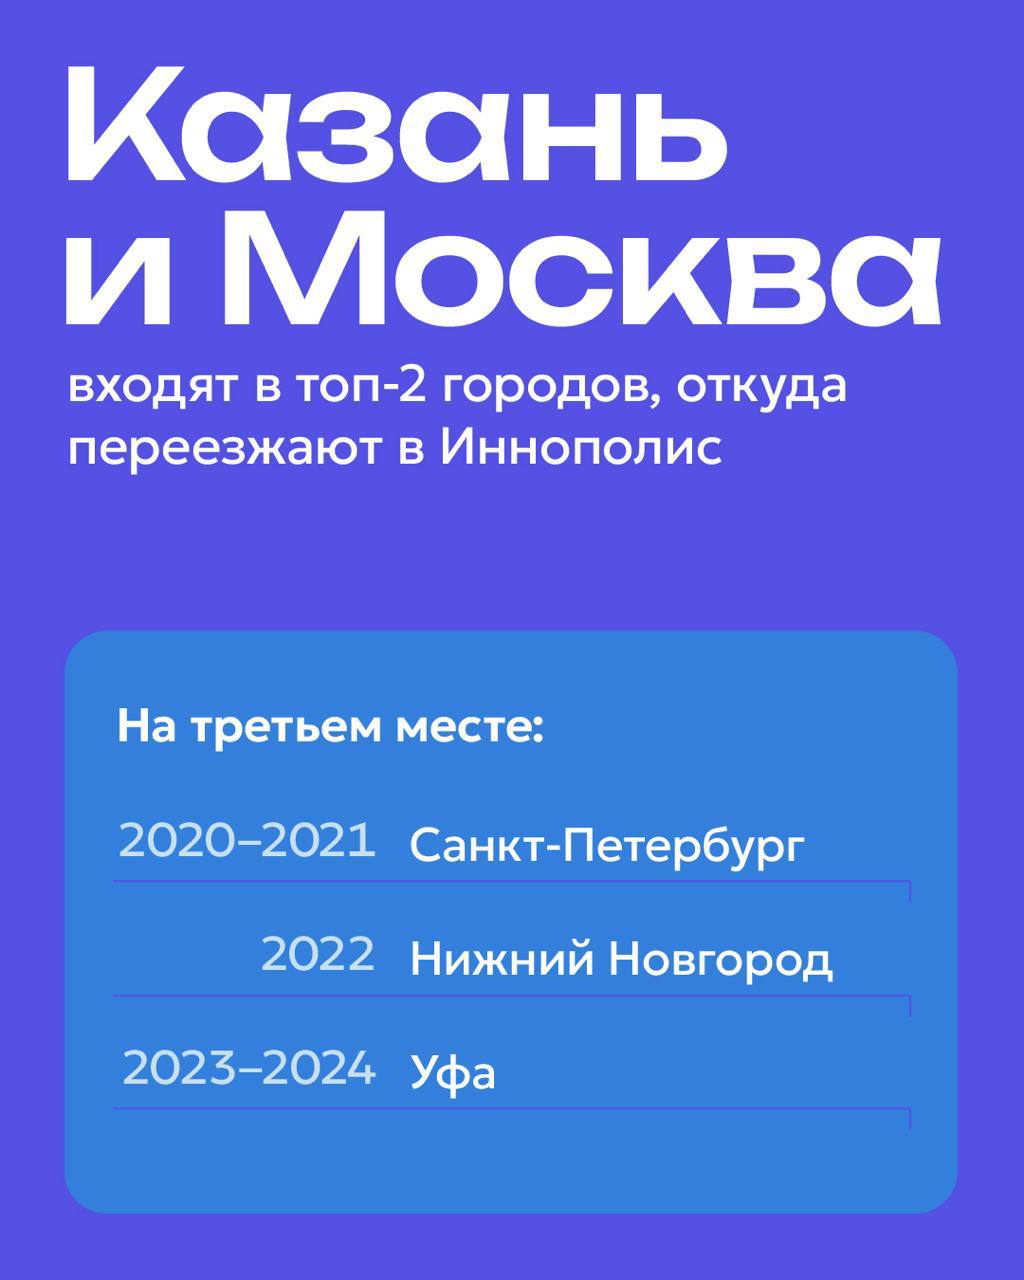 Казань
и Москва
входят в топ-2 городов, откуда
переезжают в Иннополис
На третьем месте:
2020–2021 Санкт-Петербург
2022 Нижний Новгород
2023–2024 Уфа